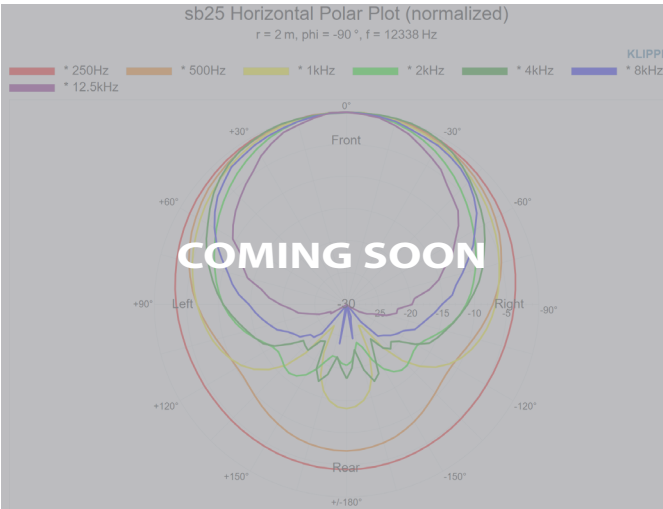 sb25 Horizontal Polar Plot (normalized)
r = 2 m, phi = -90 °, f = 12338 Hz
KLIPP
* 250Hz * 500Hz * 1kHz * 2kHz * 4kHz * 8kHz
* 12.5kHz
0°
+30° -30°
Front
+60° -60°
COMING SOON
+90° Left -30 25 -20 -15 -10 -5 Right -90°
+120° -120°
Rear
+150° -150°
+/-180°